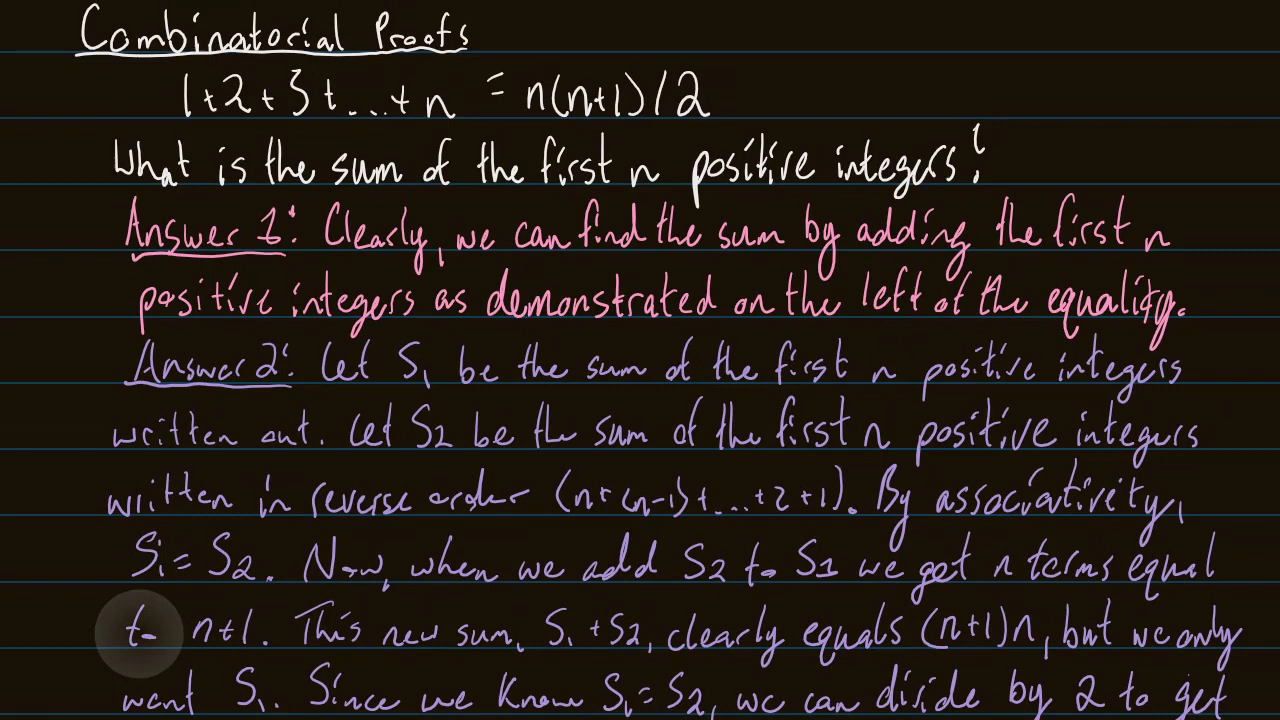 Combinatorial Proofs
1+2+3+...+n = n(n+1)/2
What is the sum of the first n positive integers?
Answer 1: Clearly, we can find the sum by adding the first n
positive integers as demonstrated on the left of the equality.
Answer 2: Let S₁ be the sum of the first n positive integers
written out. Let S2 be the sum of the first n positive integers
written in reverse order (n+(n-1)+...+2+1). By associativity,
S₁ = S2. Now, when we add S2 to S1 we get n terms equal
to n+1. This new sum, S₁ + S2, clearly equals (n+1)n, but we only
want S₁. Since we know S₁ = S2, we can divide by 2 to get